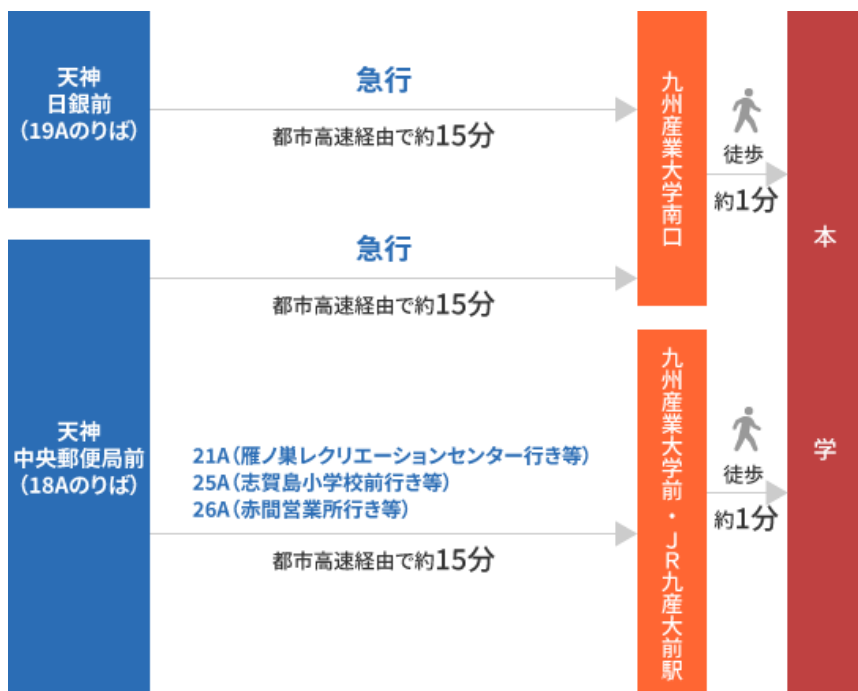 天神
日銀前
（19Aのりば）
急行
都市高速経由で約15分
九州産業大学南口
徒歩
約1分
天神
中央郵便局前
（18Aのりば）
急行
都市高速経由で約15分
21A（雁ノ巣レクリエーションセンター行き等）
25A（志賀島小学校前行き等）
26A（赤間営業所行き等）
都市高速経由で約15分
九州産業大学前・JR九産大前駅
徒歩
約1分
本学